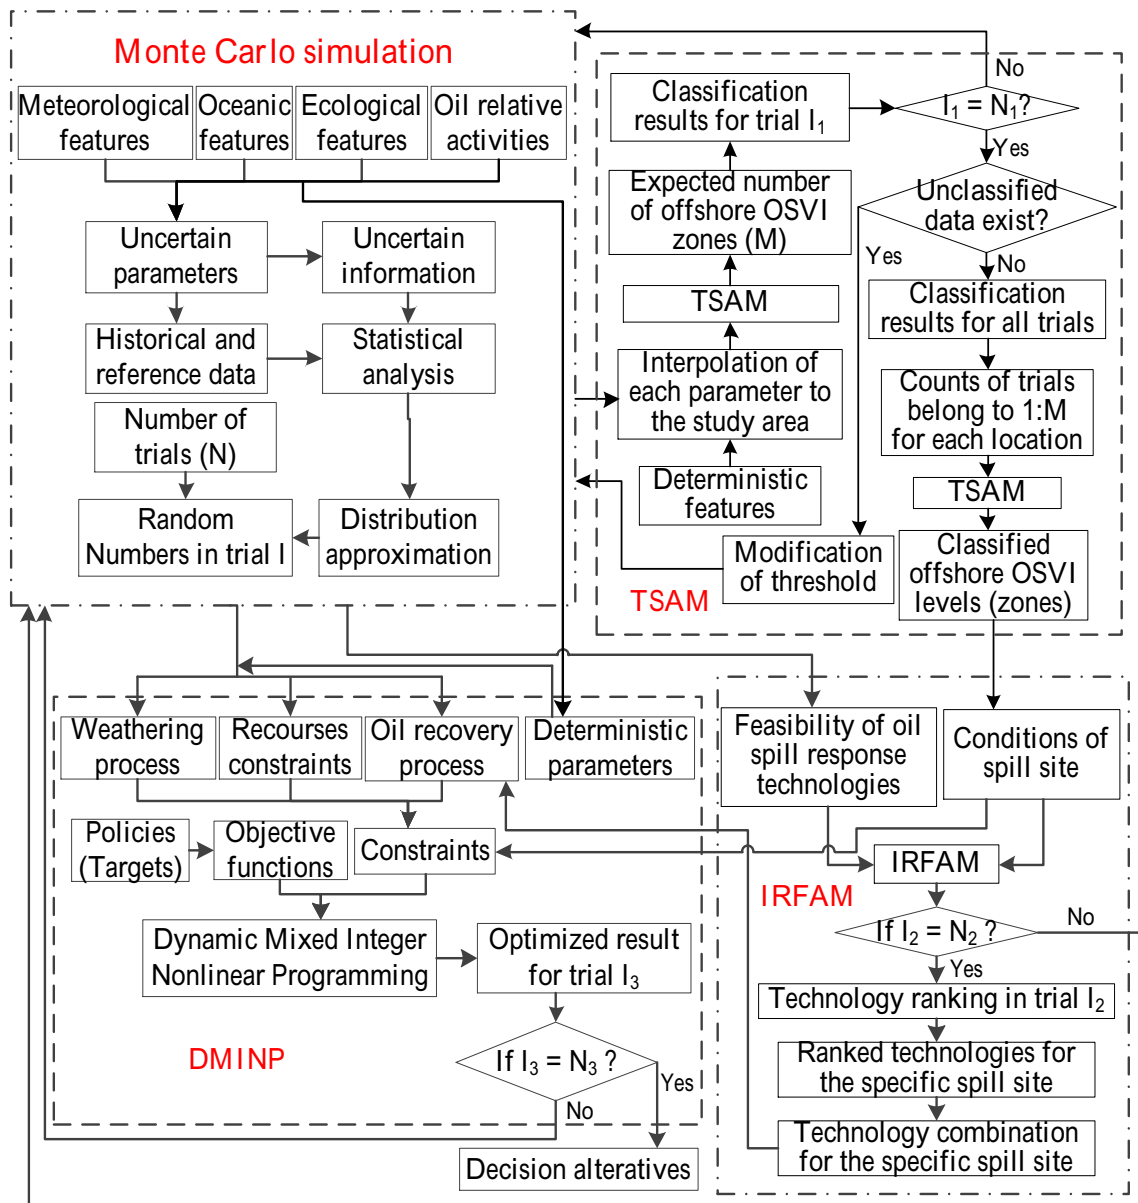 Monte Carlo simulation
Meteorological
features
Oceanic
features
Ecological
features
Oil relative
activities
Uncertain
parameters
Uncertain
information
Historical and
reference data
Statistical
analysis
Number of
trials (N)
Random
Numbers in trial I
Distribution
approximation
Classification
results for trial I1
I1 = N1?
No
Yes
Expected number
of offshore OSVI
zones (M)
Unclassified
data exist?
Yes
No
TSAM
Classification
results for all trials
Interpolation of
each parameter to
the study area
Counts of trials
belong to 1:M
for each location
Deterministic
features
TSAM
Modification
of threshold
Classified
offshore OSVI
levels (zones)
TSAM
Weathering
process
Recourses
constraints
Oil recovery
process
Deterministic
parameters
Policies
(Targets)
Objective
functions
Constraints
Dynamic Mixed Integer
Nonlinear Programming
Optimized result
for trial I3
DMINP
If I3 = N3 ?
Yes
No
Decision alteratives
Feasibility of oil
spill response
technologies
Conditions of
spill site
IRFAM
IRFAM
If I2 = N2 ?
No
Yes
Technology ranking in trial I2
Ranked technologies for
the specific spill site
Technology combination
for the specific spill site